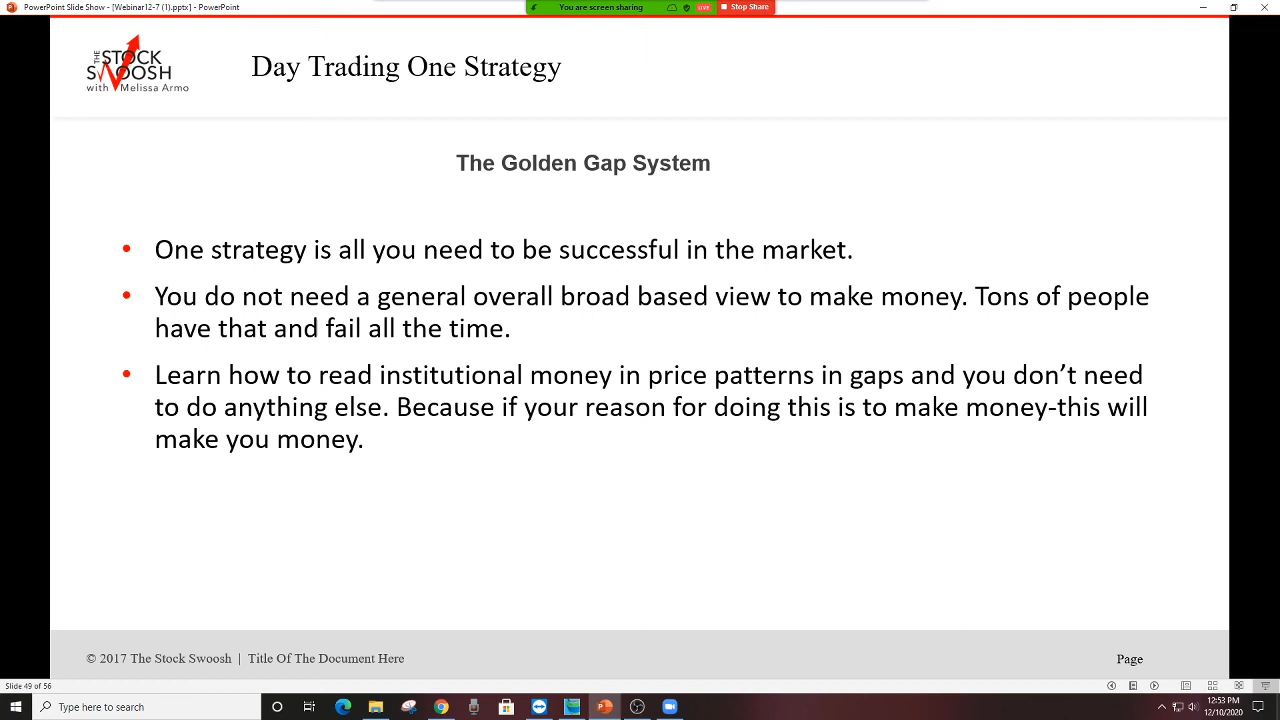 PowerPoint Slide Show - [Webinar12-7 (1).pptx] - PowerPoint
You are screen sharing
LIVE
Stop Share
THE
STOCK
SWOOSH
with Melissa Armo
Day Trading One Strategy
The Golden Gap System
• One strategy is all you need to be successful in the market.
• You do not need a general overall broad based view to make money. Tons of people
have that and fail all the time.
• Learn how to read institutional money in price patterns in gaps and you don’t need
to do anything else. Because if your reason for doing this is to make money-this will
make you money.
© 2017 The Stock Swoosh | Title Of The Document Here
Page
Slide 49 of 56
Type here to search
12:53 PM
12/10/2020